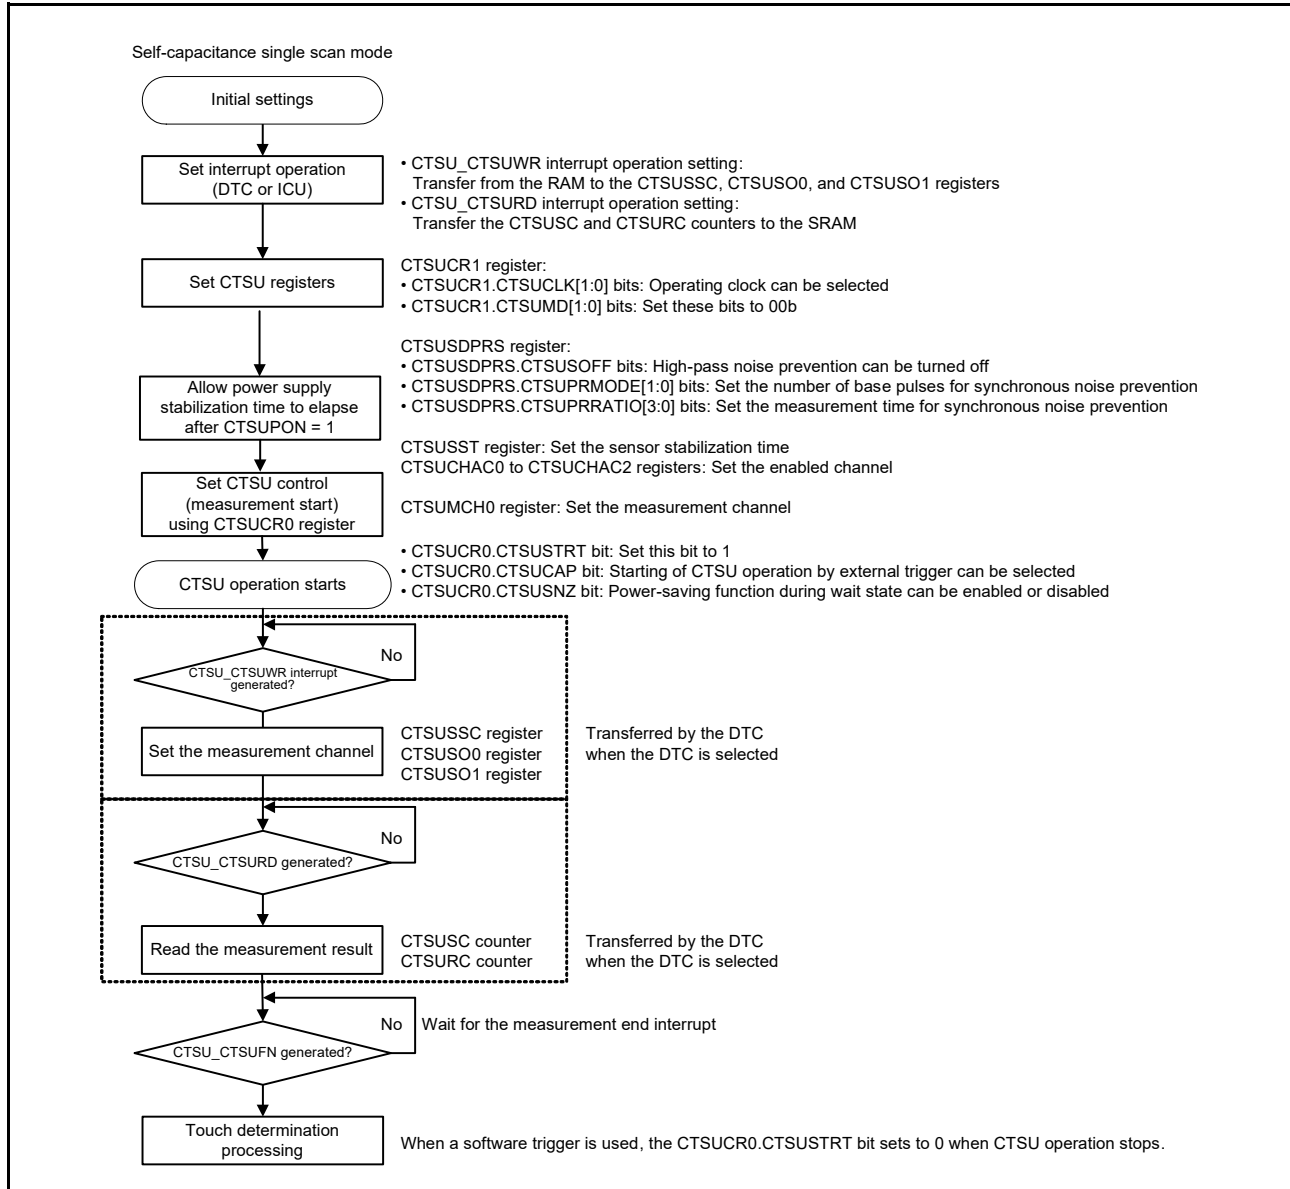 Self-capacitance single scan mode
Initial settings
Set interrupt operation
(DTC or ICU)
• CTSU_CTSUWR interrupt operation setting:
Transfer from the RAM to the CTSUSSC, CTSUSO0, and CTSUSO1 registers
• CTSU_CTSURD interrupt operation setting:
Transfer the CTSUSC and CTSURC counters to the SRAM
Set CTSU registers
CTSUCR1 register:
• CTSUCR1.CTSUCLK[1:0] bits: Operating clock can be selected
• CTSUCR1.CTSUMD[1:0] bits: Set these bits to 00b
CTSUSDPRS register:
• CTSUSDPRS.CTSUSOFF bits: High-pass noise prevention can be turned off
• CTSUSDPRS.CTSUPRMODE[1:0] bits: Set the number of base pulses for synchronous noise prevention
• CTSUSDPRS.CTSUPRRATIO[3:0] bits: Set the measurement time for synchronous noise prevention
Allow power supply
stabilization time to elapse
after CTSUPON = 1
CTSUSST register: Set the sensor stabilization time
CTSUCHAC0 to CTSUCHAC2 registers: Set the enabled channel
Set CTSU control
(measurement start)
using CTSUCR0 register
CTSUMCH0 register: Set the measurement channel
• CTSUCR0.CTSUSTRT bit: Set this bit to 1
• CTSUCR0.CTSUCAP bit: Starting of CTSU operation by external trigger can be selected
• CTSUCR0.CTSUSNZ bit: Power-saving function during wait state can be enabled or disabled
CTSU operation starts
No
CTSU_CTSUWR interrupt
generated?
Set the measurement channel
CTSUSSC register
CTSUSO0 register
CTSUSO1 register
Transferred by the DTC
when the DTC is selected
No
CTSU_CTSURD generated?
Read the measurement result
CTSUSC counter
CTSURC counter
Transferred by the DTC
when the DTC is selected
No
Wait for the measurement end interrupt
CTSU_CTSUFN generated?
Touch determination
processing
When a software trigger is used, the CTSUCR0.CTSUSTRT bit sets to 0 when CTSU operation stops.